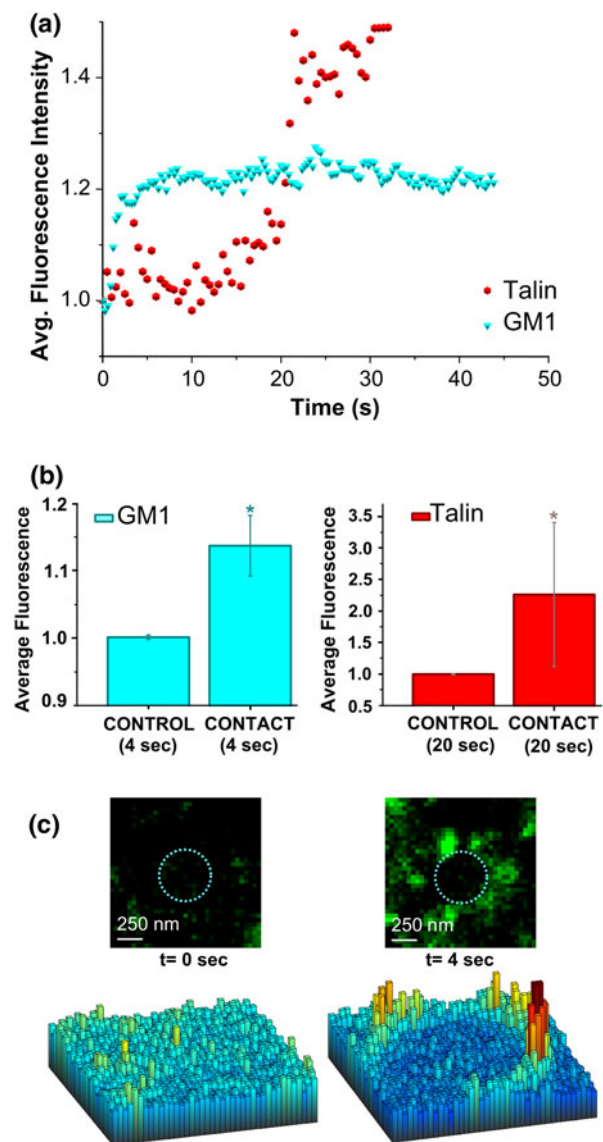 (a)
Avg. Fluorescence Intensity
1.4
1.2
1.0
Talin
GM1
0 10 20 30 40 50
Time (s)
(b)
Average Fluorescence
1.2
1.1
1.0
0.9
GM1
*
CONTROL CONTACT
(4 sec) (4 sec)
Average Fluorescence
3.5
3.0
2.5
2.0
1.5
1.0
0.5
Talin
*
CONTROL CONTACT
(20 sec) (20 sec)
(c)
250 nm
t= 0 sec
250 nm
t= 4 sec